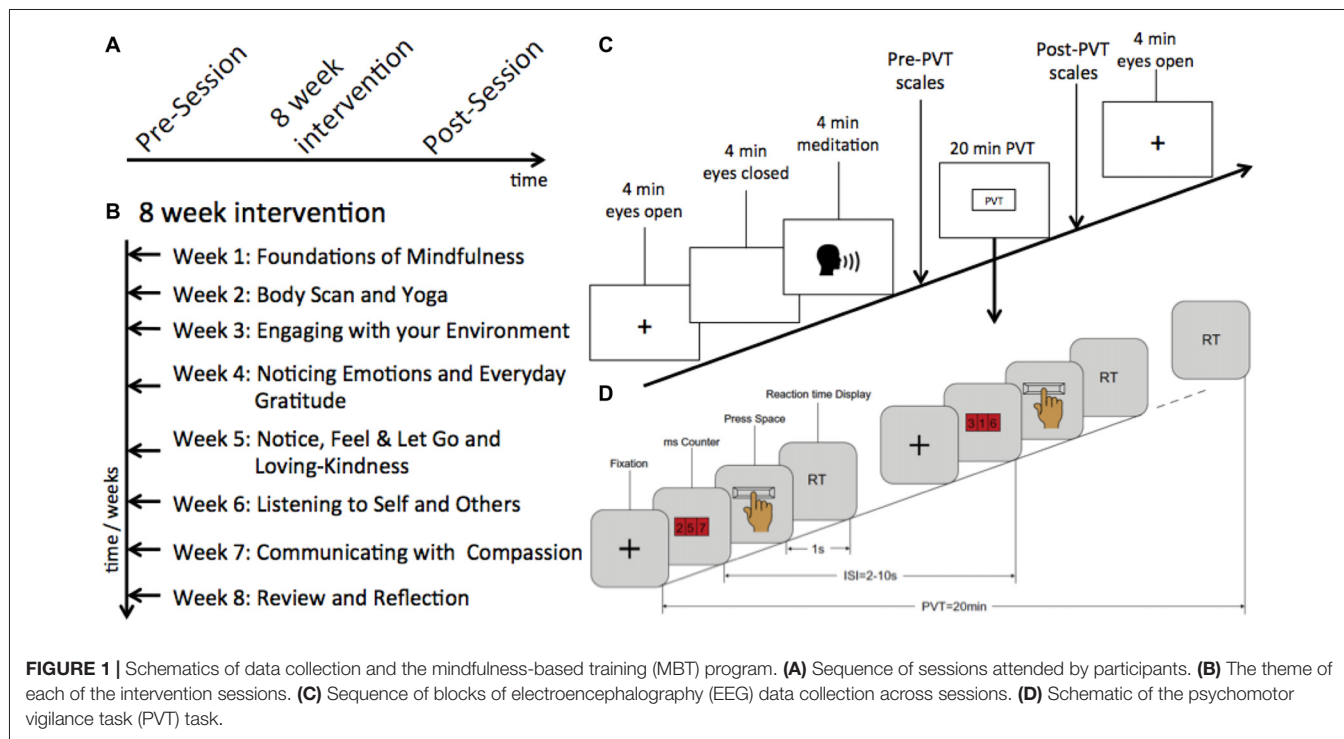 A
Pre-Session
8 week
intervention
Post-Session
time
B
8 week intervention
Week 1: Foundations of Mindfulness
Week 2: Body Scan and Yoga
Week 3: Engaging with your Environment
Week 4: Noticing Emotions and Everyday
Gratitude
Week 5: Notice, Feel & Let Go and
Loving-Kindness
Week 6: Listening to Self and Others
Week 7: Communicating with Compassion
Week 8: Review and Reflection
time / weeks
C
4 min
eyes open
+
4 min
eyes closed
4 min
meditation
Pre-PVT
scales
20 min PVT
PVT
Post-PVT
scales
4 min
eyes open
+
D
Fixation
+
ms Counter
257
Press Space
Reaction time Display
RT
+
316
RT
RT
1s
ISI=2-10s
PVT=20min
FIGURE 1 | Schematics of data collection and the mindfulness-based training (MBT) program. (A) Sequence of sessions attended by participants. (B) The theme of
each of the intervention sessions. (C) Sequence of blocks of electroencephalography (EEG) data collection across sessions. (D) Schematic of the psychomotor
vigilance task (PVT) task.